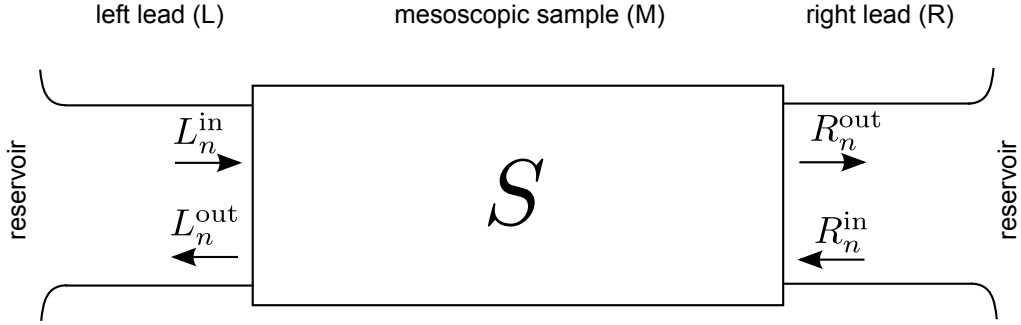 left lead (L) mesoscopic sample (M) right lead (R)
reservoir
L_n^in
L_n^out
S
R_n^out
R_n^in
reservoir